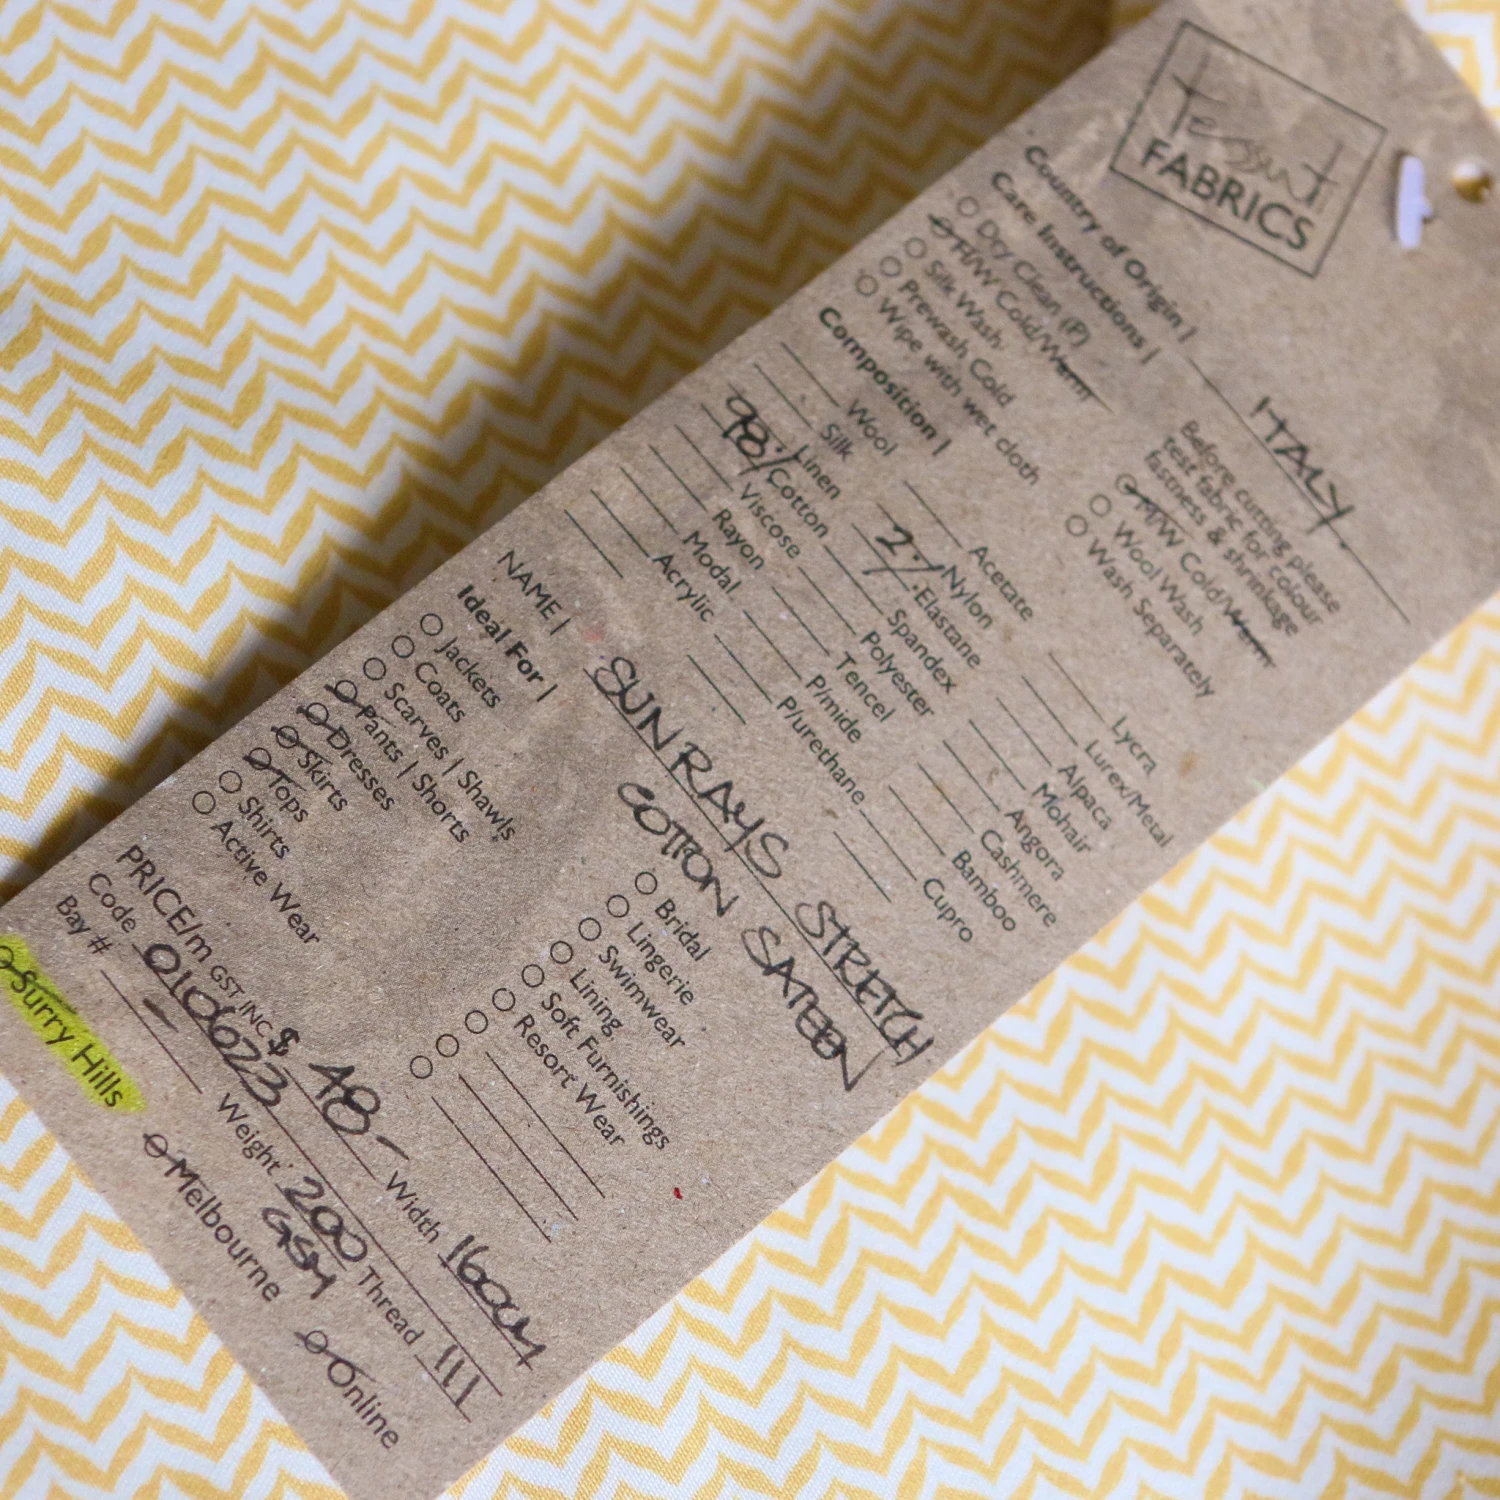 Tessuti
FABRICS
Country of Origin | ITALY.
Care Instructions |
Before cutting please
test fabric for colour
fastness & shrinkage
Dry Clean (P)
H/W Cold/Warm
Silk Wash
Prewash Cold
Wipe with wet cloth
M/W Cold/Warm
Wool Wash
Wash Separately
Composition |
Wool
Silk
Linen
98% Cotton
Viscose
Rayon
Modal
Acrylic
Acetate
Nylon
2% Elastane
Spandex
Polyester
Tencel
P/mide
P/urethane
Lycra
Lurex/Metal
Alpaca
Mohair
Angora
Cashmere
Bamboo
Cupro
NAME | SUN RAYS STRETCH
COTTON SATEEN
Ideal For |
Jackets
Coats
Scarves | Shawls
Pants | Shorts
Dresses
Skirts
Tops
Shirts
Active Wear
Bridal
Lingerie
Swimwear
Lining
Soft Furnishings
Resort Wear
PRICE/m GST INC $ 48- Width 160cm
Code 010623 Weight 200 GSM Thread 111
Bay # -
Surry Hills
Melbourne
Online